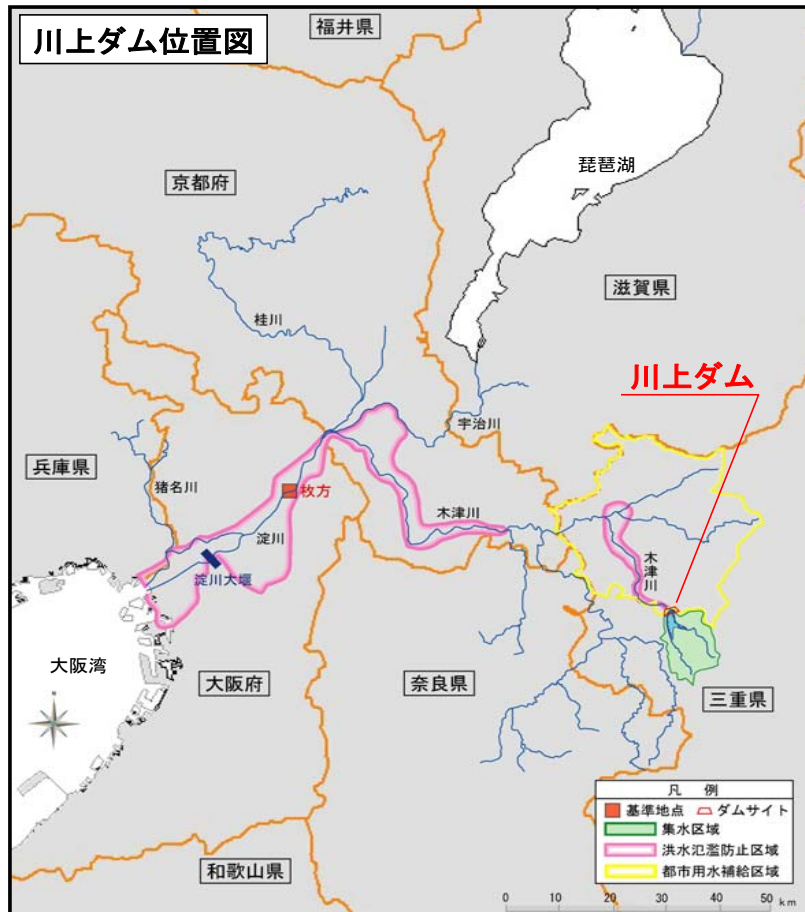 川上ダム位置図
福井県
琵琶湖
京都府
滋賀県
桂川
川上ダム
宇治川
兵庫県
猪名川
枚方
木津川
淀川
淀川大堰
木津川
大阪湾
大阪府
奈良県
三重県
N
和歌山県
凡 例
基準地点 ダムサイト
集水区域
洪水氾濫防止区域
都市用水補給区域
0 10 20 30 40 50 km